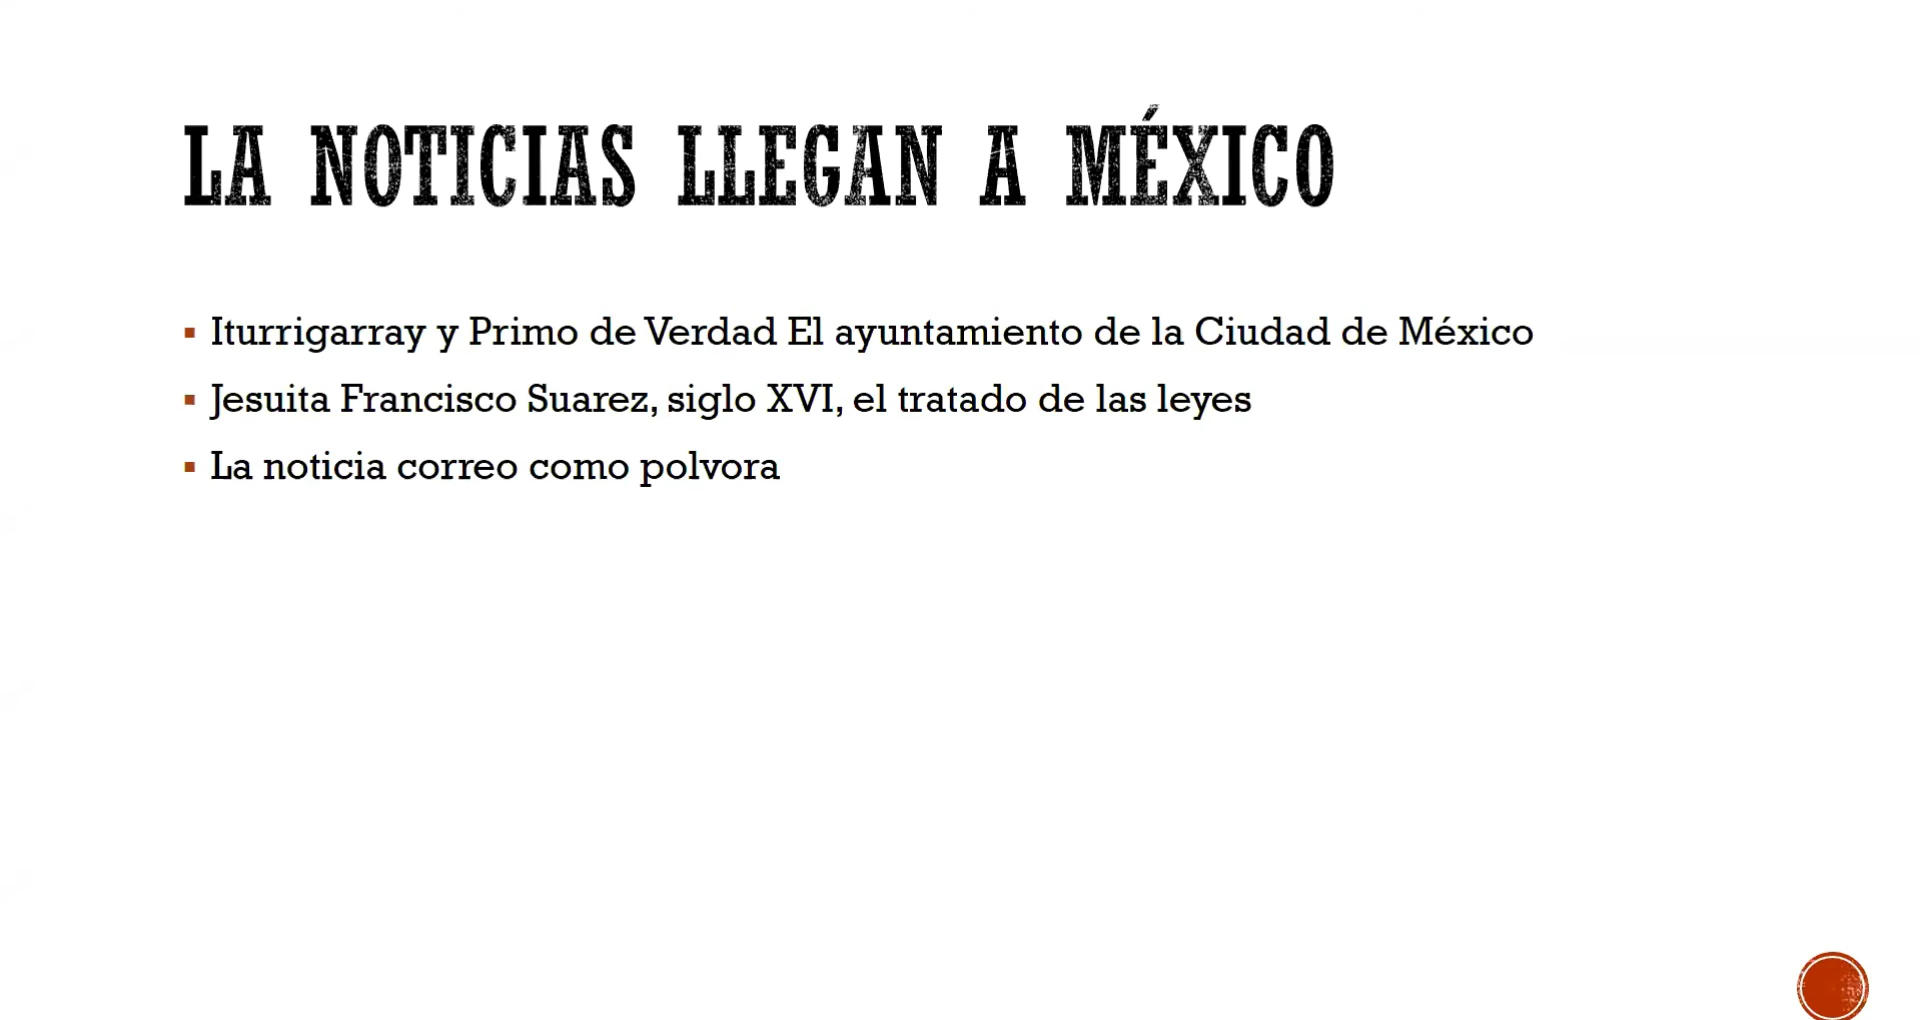 LA NOTICIAS LLEGAN A MÉXICO
▪ Iturrigarray y Primo de Verdad El ayuntamiento de la Ciudad de México
▪ Jesuita Francisco Suarez, siglo XVI, el tratado de las leyes
▪ La noticia correo como polvora